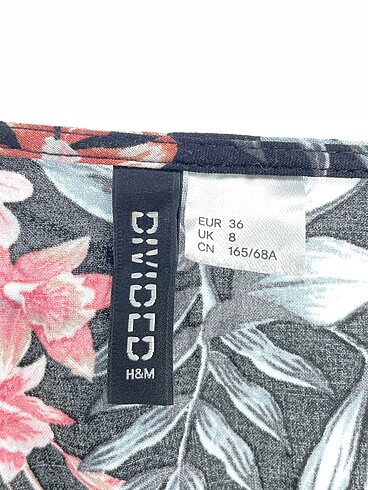 DIVIDED
H&M
EUR 36
UK 8
CN 165/68A